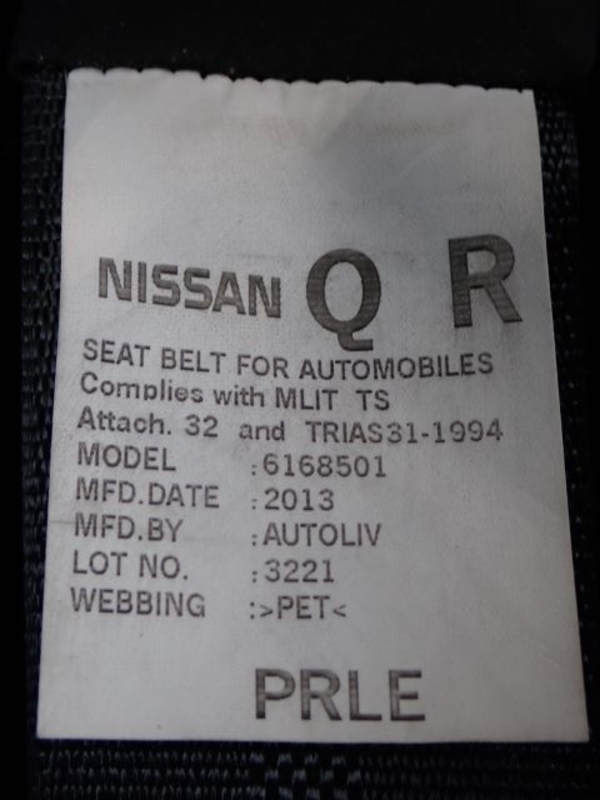 NISSAN Q R
SEAT BELT FOR AUTOMOBILES
Complies with MLIT TS
Attach. 32 and TRIAS31-1994
MODEL :6168501
MFD.DATE :2013
MFD.BY :AUTOLIV
LOT NO. :3221
WEBBING :>PET<
PRLE